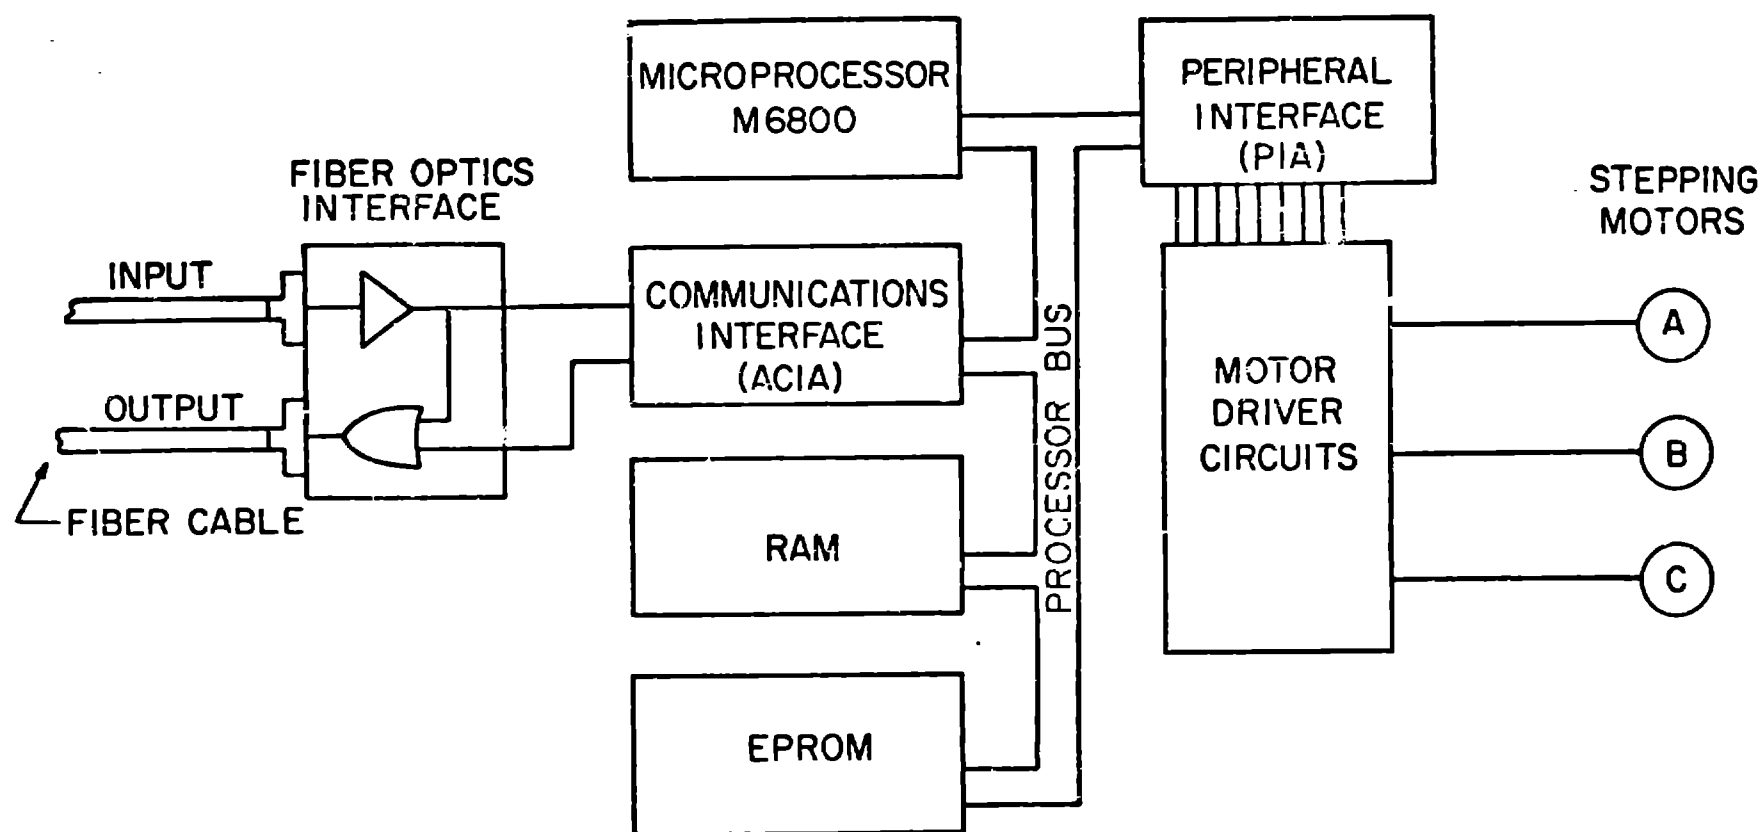 MICROPROCESSOR
M6800
PERIPHERAL
INTERFACE
(PIA)
FIBER OPTICS
INTERFACE
STEPPING
MOTORS
INPUT
OUTPUT
FIBER CABLE
COMMUNICATIONS
INTERFACE
(ACIA)
PROCESSOR BUS
MOTOR
DRIVER
CIRCUITS
A
B
C
RAM
EPROM